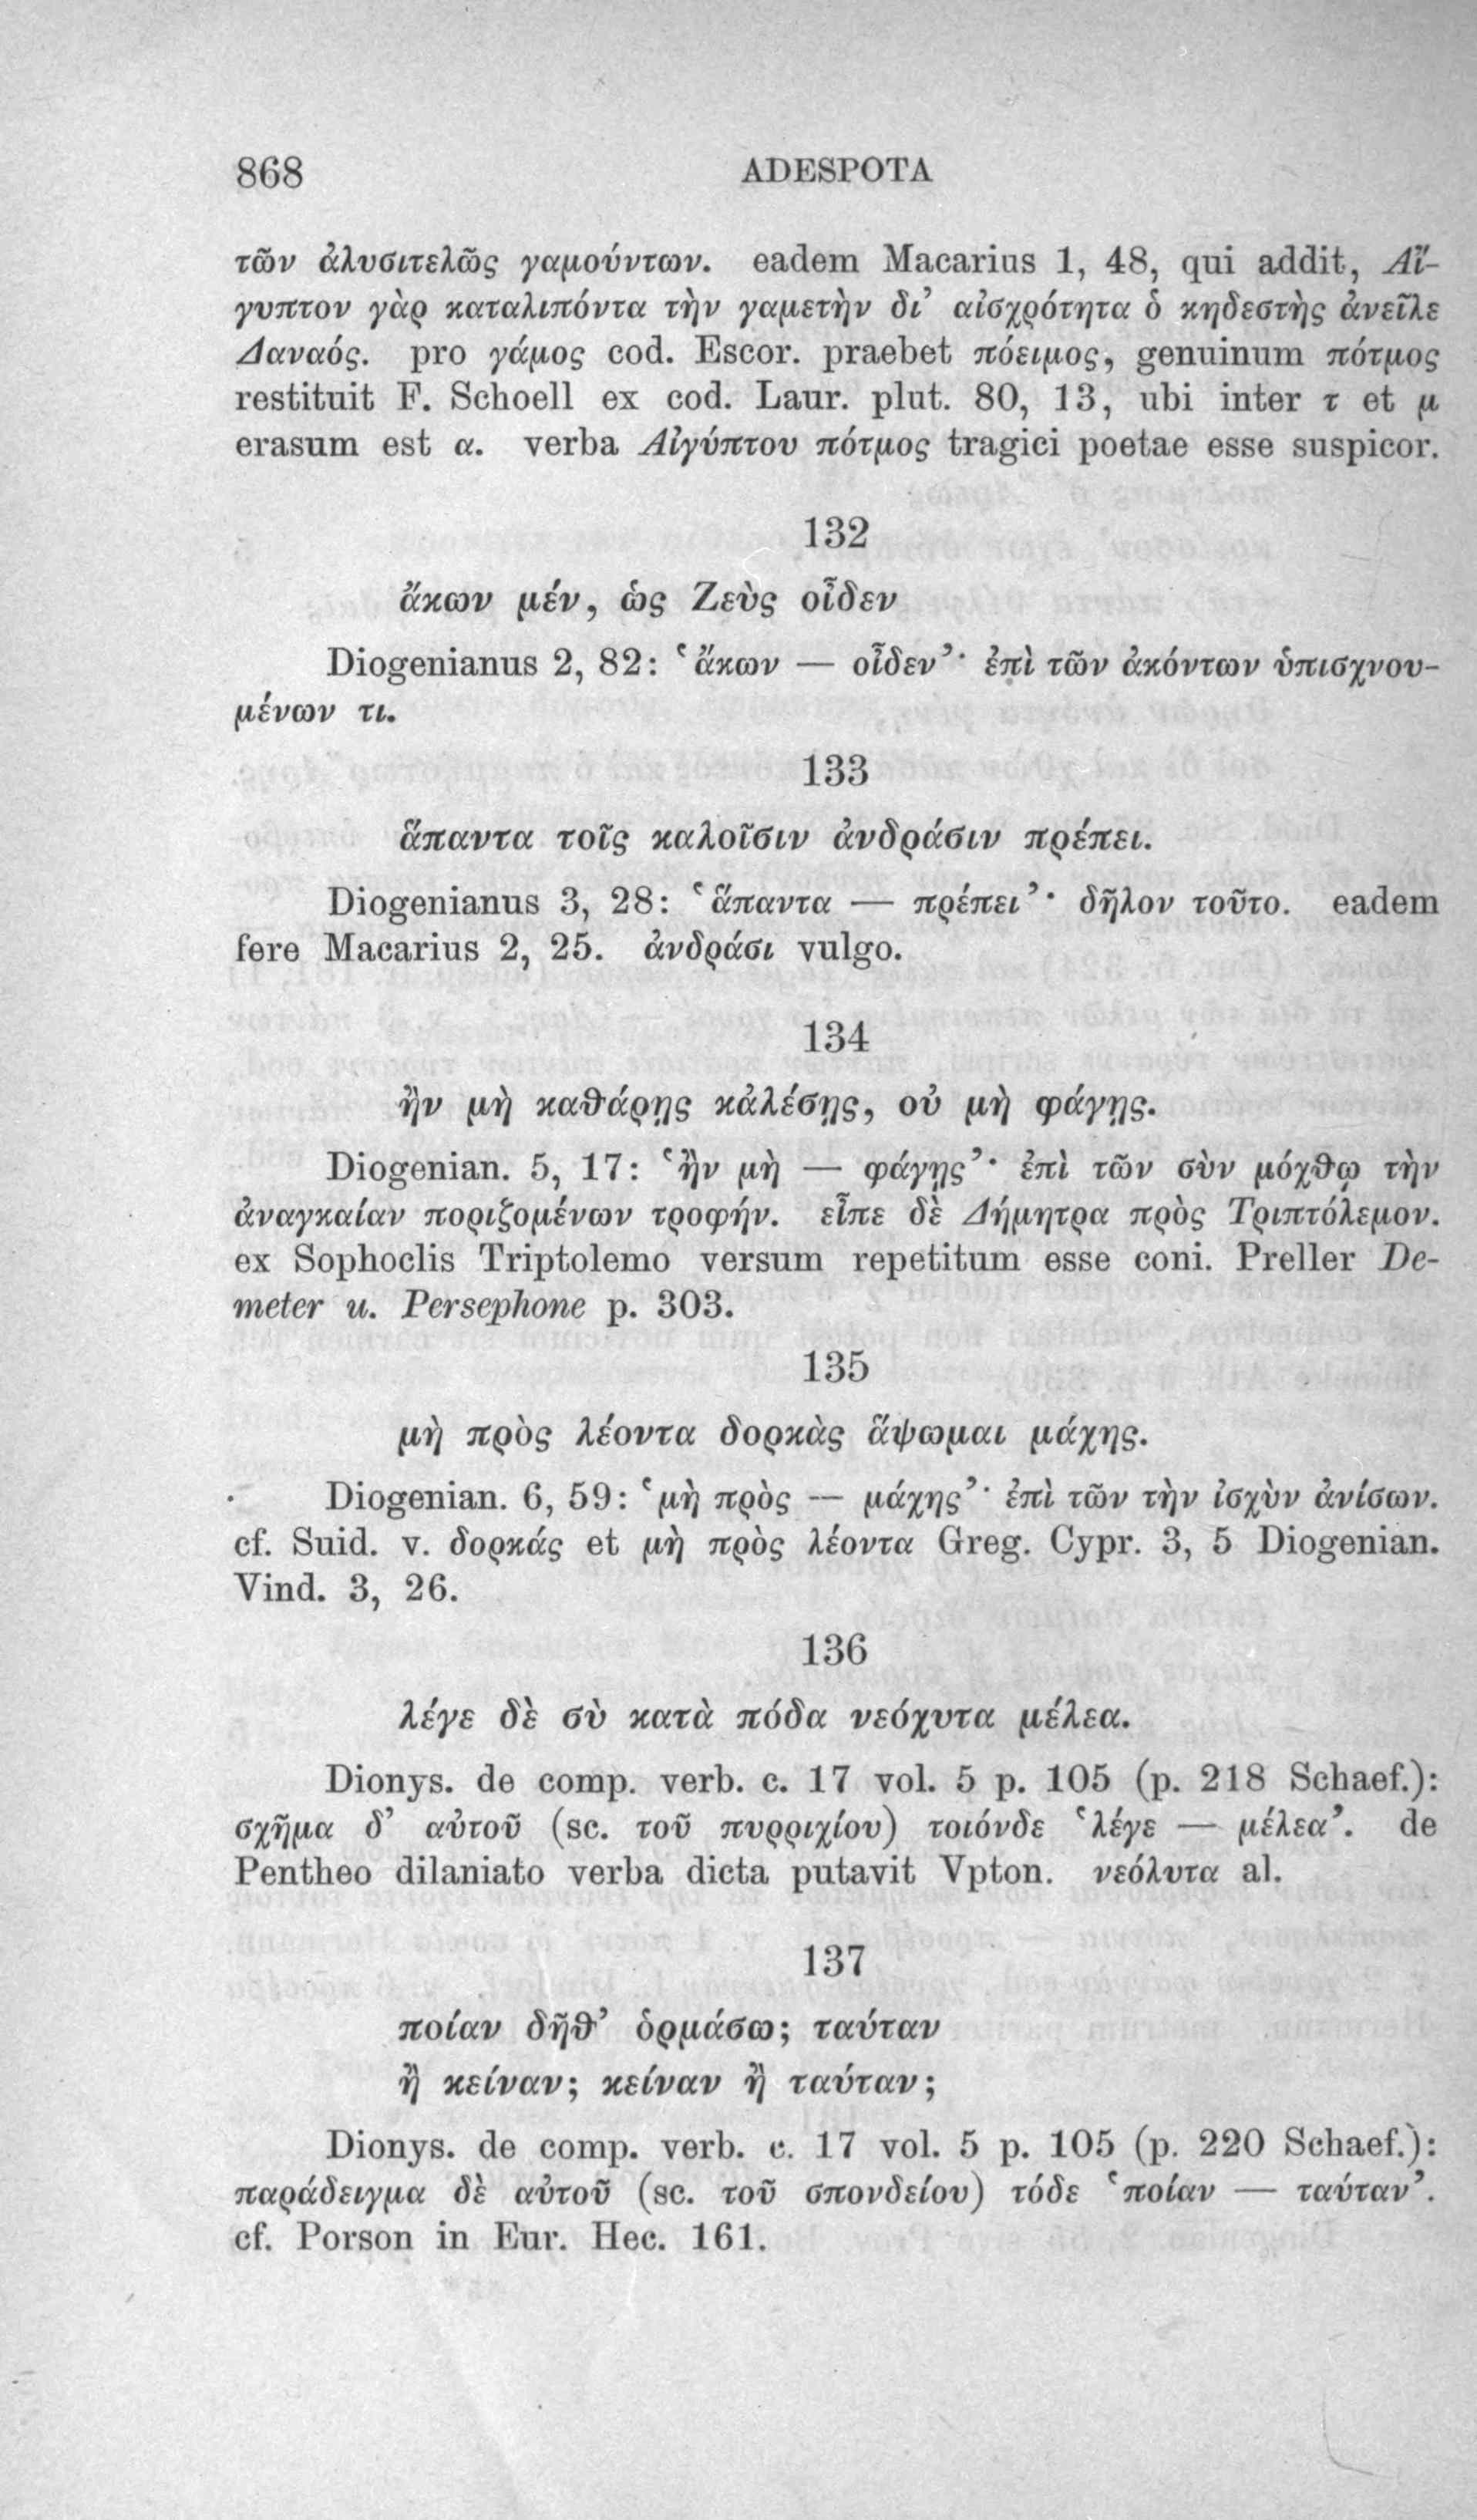 868 ADESPOTA
τῶν ἀλυσιτελῶς γαμούντων. eadem Macarius 1, 48, qui addit, Αἴ-
γυπτον γὰρ καταλιπόντα τὴν γαμετὴν δι’ αἰσχρότητα ὁ κηδεστὴς ἀνεῖλε
Δαναός. pro γάμος cod. Escor. praebet πόειμος, genuinum πότμος
restituit F. Schoell ex cod. Laur. plut. 80, 13, ubi inter τ et μ
erasum est α. verba Αἰγύπτου πότμος tragici poetae esse suspicor.
132
ἄκων μέν, ὡς Ζεὺς οἶδεν
Diogenianus 2, 82: ‘ἄκων — οἶδεν’· ἐπὶ τῶν ἀκόντων ὑπισχνου-
μένων τι.
133
ἅπαντα τοῖς καλοῖσιν ἀνδράσιν πρέπει.
Diogenianus 3, 28: ‘ἅπαντα — πρέπει’· δῆλον τοῦτο. eadem
fere Macarius 2, 25. ἀνδράσι vulgo.
134
ἢν μὴ καθάρῃς κἀλέσῃς, οὐ μὴ φάγῃς.
Diogenian. 5, 17: ‘ἢν μὴ — φάγῃς’· ἐπὶ τῶν σὺν μόχθῳ τὴν
ἀναγκαίαν ποριζομένων τροφήν. εἶπε δὲ Δήμητρα πρὸς Τριπτόλεμον.
ex Sophoclis Triptolemo versum repetitum esse coni. Preller De-
meter u. Persephone p. 303.
135
μὴ πρὸς λέοντα δορκὰς ἅψωμαι μάχης.
Diogenian. 6, 59: ‘μὴ πρὸς — μάχης’· ἐπὶ τῶν τὴν ἰσχὺν ἀνίσων.
cf. Suid. v. δορκάς et μὴ πρὸς λέοντα Greg. Cypr. 3, 5 Diogenian.
Vind. 3, 26.
136
λέγε δὲ σὺ κατὰ πόδα νεόχυτα μέλεα.
Dionys. de comp. verb. c. 17 vol. 5 p. 105 (p. 218 Schaef.):
σχῆμα δ’ αὐτοῦ (sc. τοῦ πυρριχίου) τοιόνδε ‘λέγε — μέλεα’. de
Pentheo dilaniato verba dicta putavit Vpton. νεόλυτα al.
137
ποίαν δῆθ’ ὁρμάσω; ταύταν
ἢ κείναν; κείναν ἢ ταύταν;
Dionys. de comp. verb. c. 17 vol. 5 p. 105 (p. 220 Schaef.):
παράδειγμα δὲ αὐτοῦ (sc. τοῦ σπονδείου) τόδε ‘ποίαν — ταύταν’.
cf. Porson in Eur. Hec. 161.